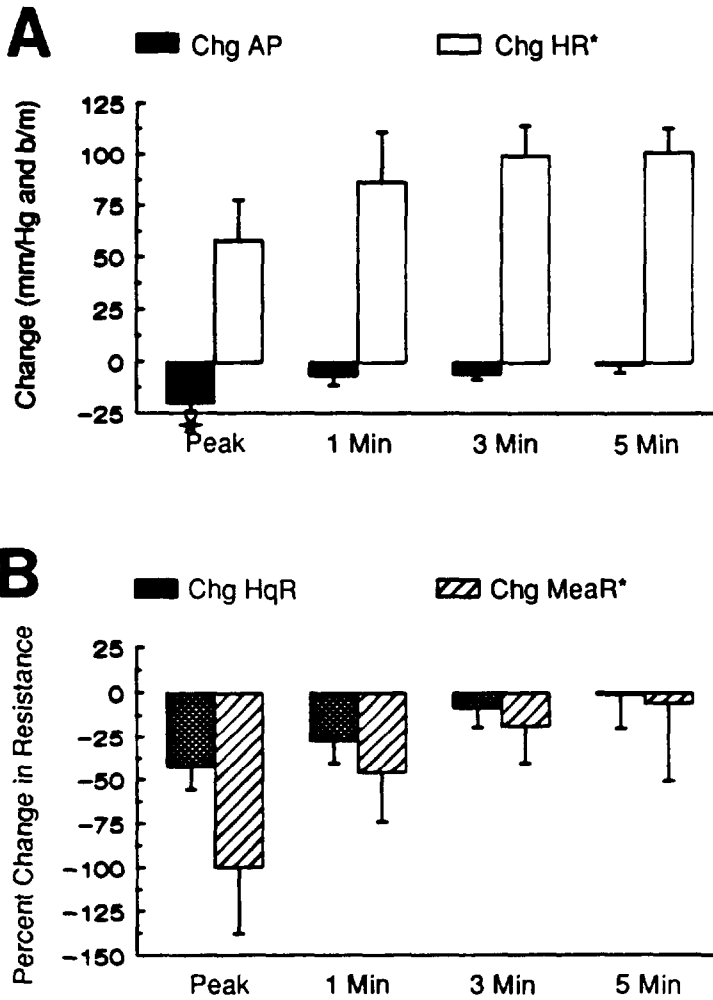 A
Chg AP Chg HR*
125
100
75
50
25
0
-25
Change (mm/Hg and b/m)
Peak 1 Min 3 Min 5 Min
B
Chg HqR Chg MeaR*
25
0
-25
-50
-75
-100
-125
-150
Percent Change in Resistance
Peak 1 Min 3 Min 5 Min